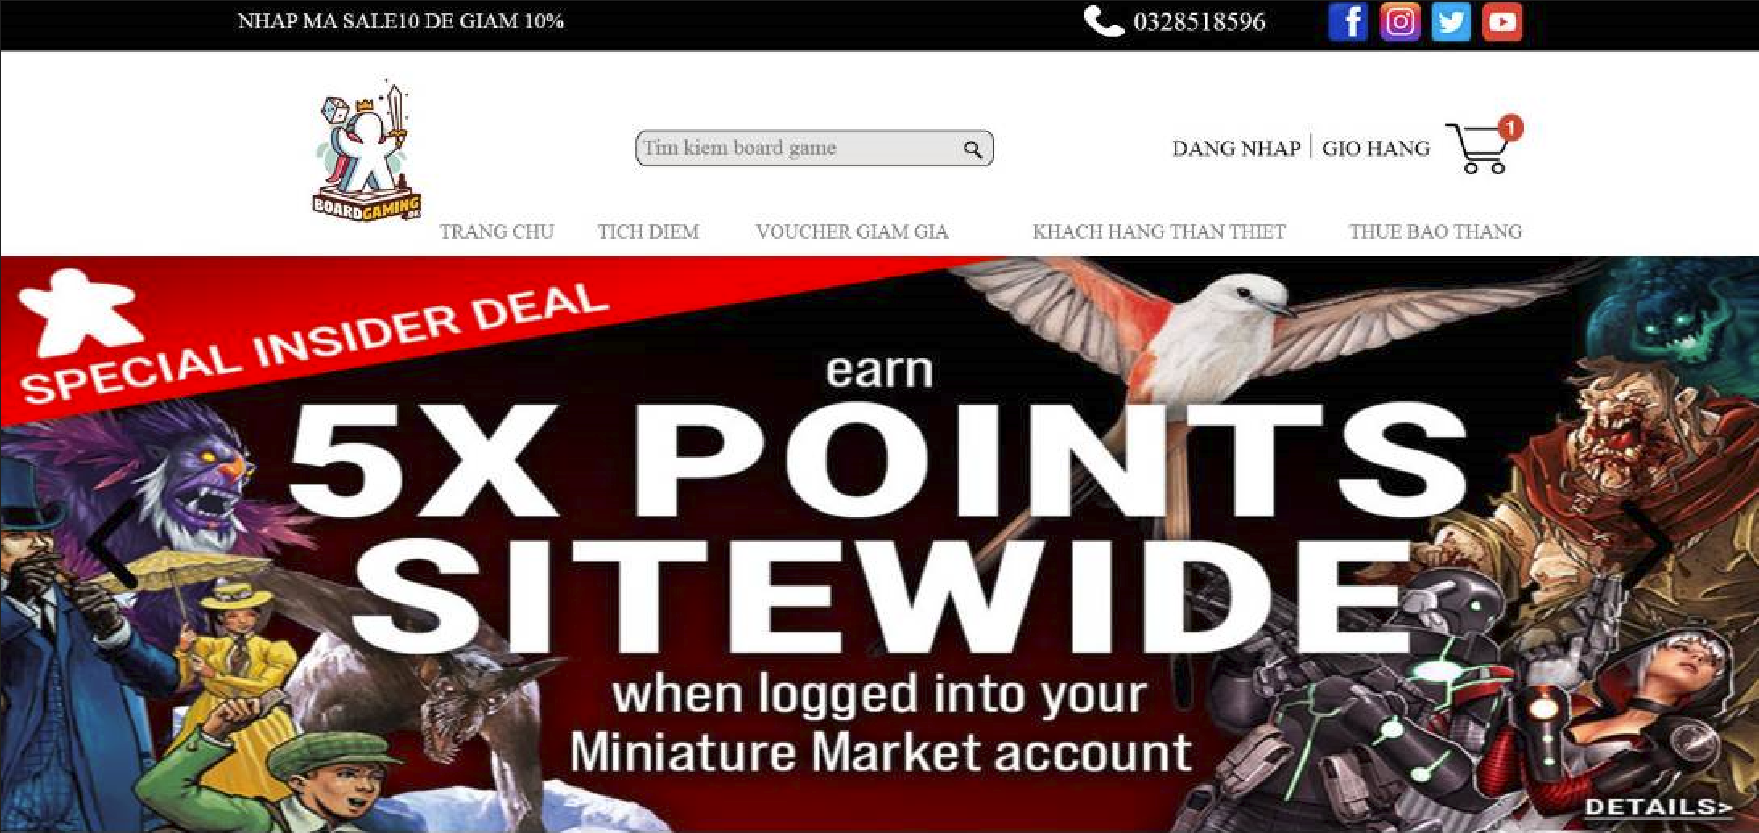 NHAP MA SALE10 DE GIAM 10%
0328518596
BOARDGAMING
Tim kiem board game
DANG NHAP
GIO HANG
1
TRANG CHU
TICH DIEM
VOUCHER GIAM GIA
KHACH HANG THAN THIET
THUE BAO THANG
SPECIAL INSIDER DEAL
earn
5X POINTS
SITEWIDE
when logged into your
Miniature Market account
DETAILS>